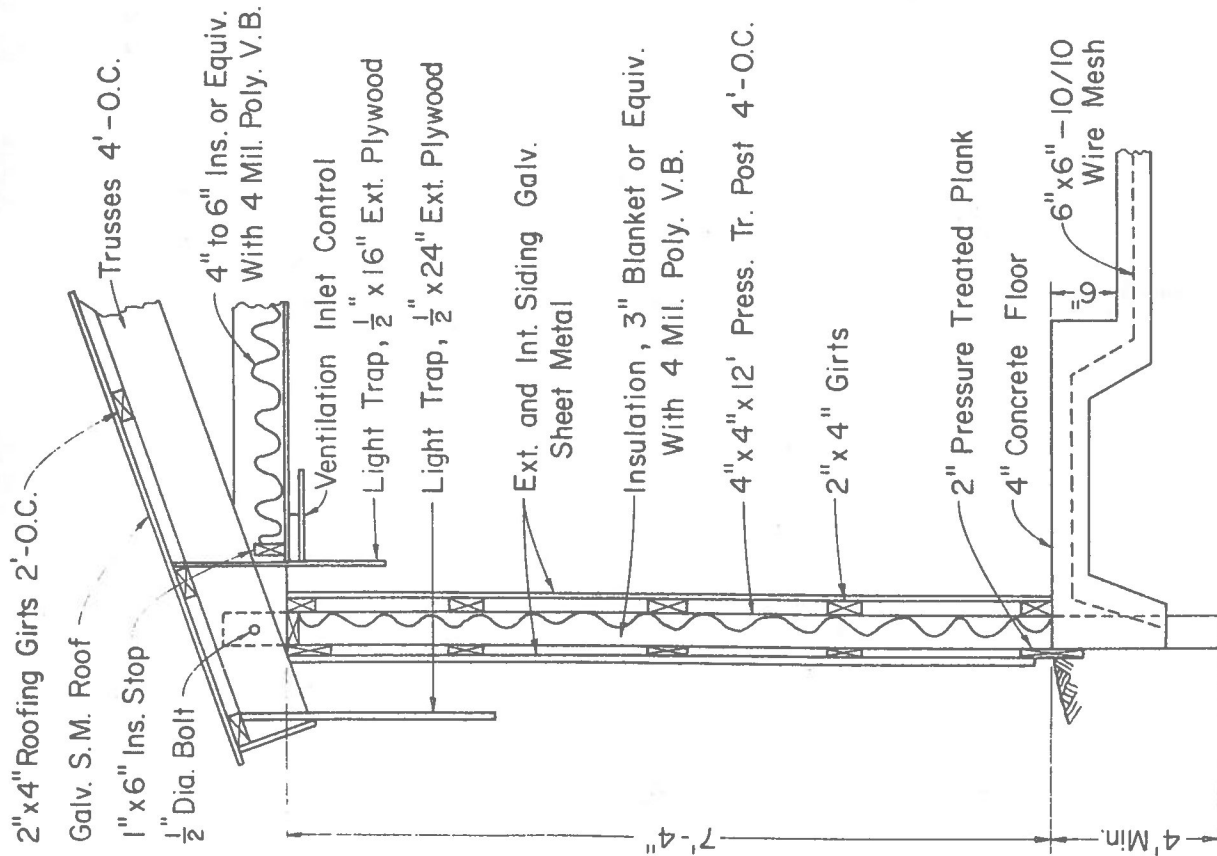 2"x4" Roofing Girts 2'-O.C.
Galv. S.M. Roof
1"x6" Ins. Stop
1/2" Dia. Bolt
Trusses 4'-O.C.
4" to 6" Ins. or Equiv.
With 4 Mil. Poly. V.B.
Ventilation Inlet Control
Light Trap, 1/2" x 16" Ext. Plywood
Light Trap, 1/2" x 24" Ext Plywood
Ext. and Int. Siding Galv.
Sheet Metal
Insulation, 3" Blanket or Equiv.
With 4 Mil. Poly. V.B.
4"x4"x12' Press. Tr. Post 4'-O.C.
2"x4" Girts
2" Pressure Treated Plank
4" Concrete Floor
6"x6"-10/10
Wire Mesh
6"
7'-4"
4' Min.